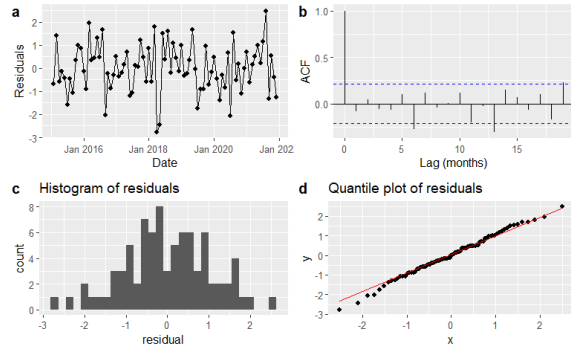 a
b
Residuals
2
1
0
-1
-2
-3
Jan 2016
Jan 2018
Jan 2020
Jan 202
Date
ACF
1.0
0.5
0.0
0
5
10
15
Lag (months)
c Histogram of residuals
count
8
6
4
2
0
-3
-2
-1
0
1
2
residual
d Quantile plot of residuals
y
2
1
0
-1
-2
-3
-2
-1
0
1
2
x